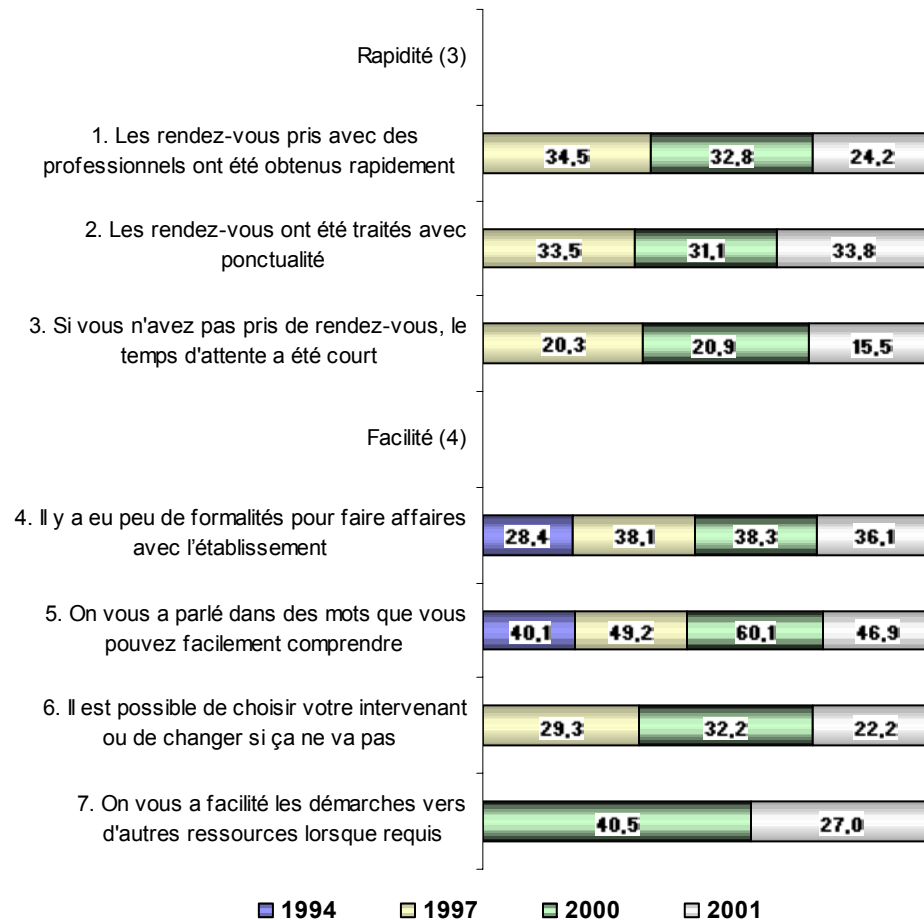 Rapidité (3)
1. Les rendez-vous pris avec des
professionnels ont été obtenus rapidement
34,5 32,8 24,2
2. Les rendez-vous ont été traités avec
ponctualité
33,5 31,1 33,8
3. Si vous n'avez pas pris de rendez-vous, le
temps d'attente a été court
20,3 20,9 15,5
Facilité (4)
4. Il y a eu peu de formalités pour faire affaires
avec l'établissement
28,4 38,1 38,3 36,1
5. On vous a parlé dans des mots que vous
pouvez facilement comprendre
40,1 49,2 60,1 46,9
6. Il est possible de choisir votre intervenant
ou de changer si ça ne va pas
29,3 32,2 22,2
7. On vous a facilité les démarches vers
d'autres ressources lorsque requis
40,5 27,0
1994 1997 2000 2001